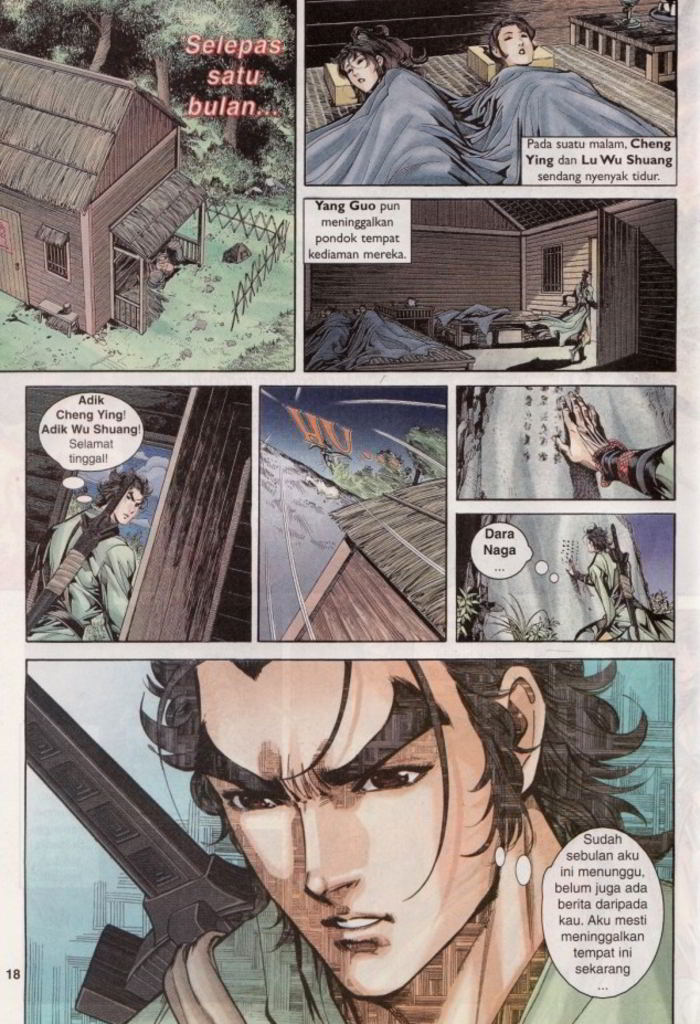 Selepas
satu
bulan...
Pada suatu malam, Cheng
Ying dan Lu Wu Shuang
sendang nyenyak tidur.
Yang Guo pun
meninggalkan
pondok tempat
kediaman mereka.
Adik
Cheng Ying!
Adik Wu Shuang!
Selamat
tinggal!
WU
Dara
Naga
...
Sudah
sebulan aku
ini menunggu,
belum juga ada
berita daripada
kau. Aku mesti
meninggalkan
tempat ini
sekarang
...
18